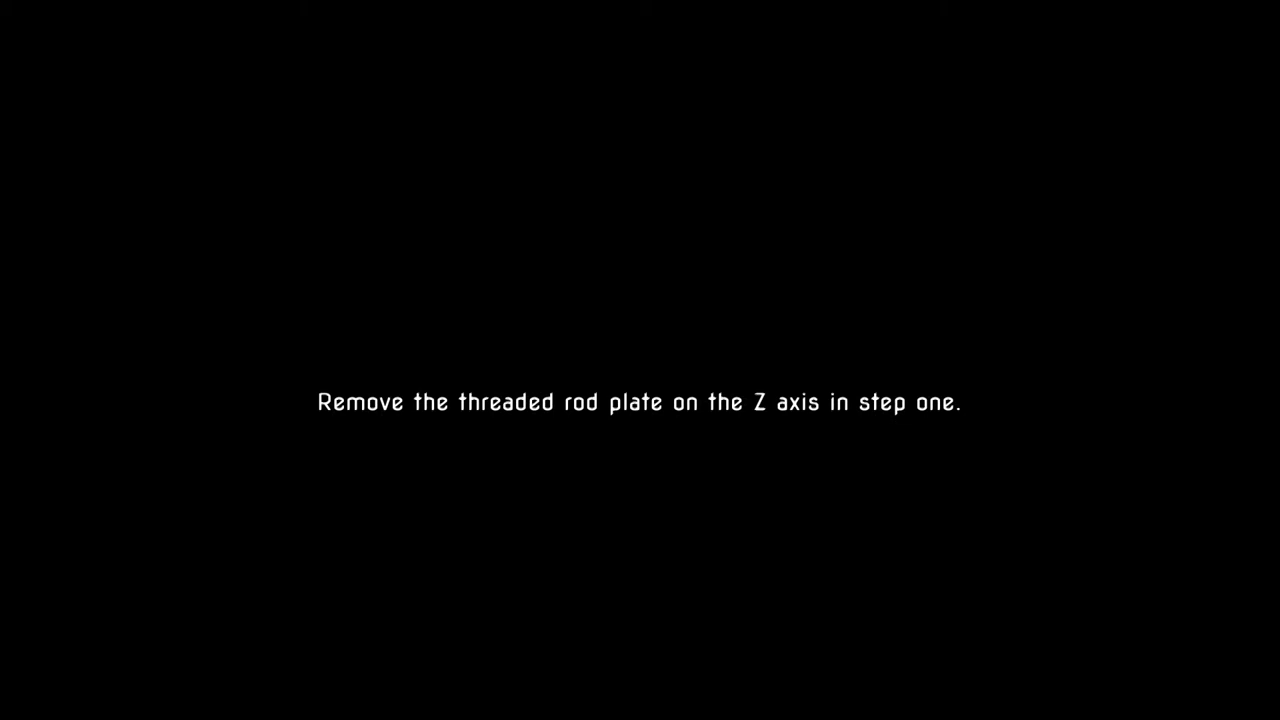 Remove the threaded rod plate on the Z axis in step one.